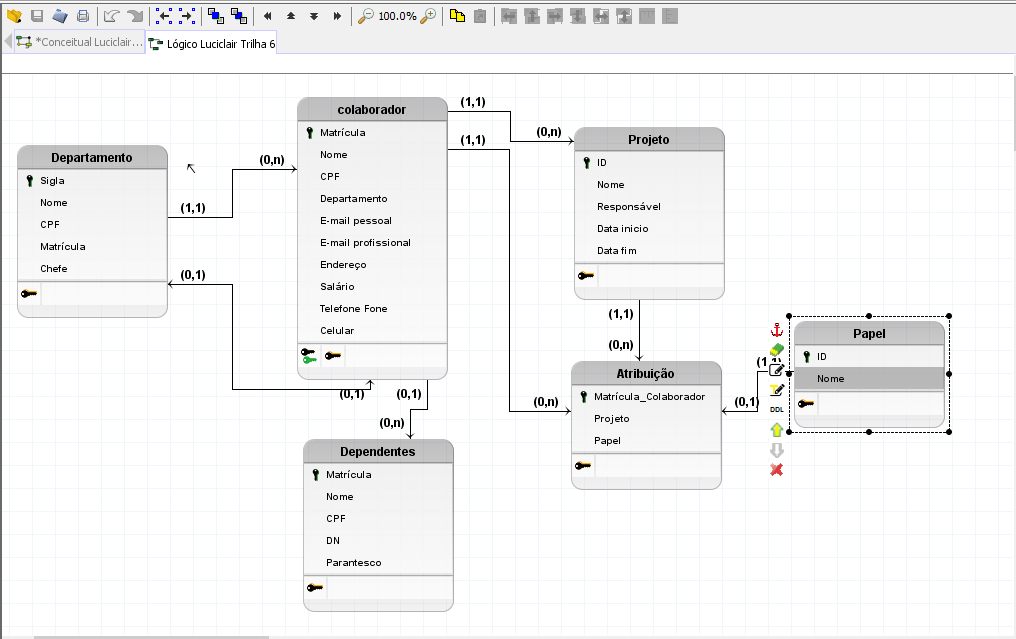 100.0%
*Conceitual Luciclair...
Lógico Luciclair Trilha 6
Departamento
Sigla
Nome
CPF
Matrícula
Chefe
(1,1)
(0,n)
(0,1)
colaborador
Matrícula
Nome
CPF
Departamento
E-mail pessoal
E-mail profissional
Endereço
Salário
Telefone Fone
Celular
(1,1)
(0,n)
(1,1)
(0,n)
(0,1)
(0,1)
(0,n)
Dependentes
Matrícula
Nome
CPF
DN
Parantesco
Projeto
ID
Nome
Responsável
Data inicio
Data fim
(1,1)
(0,n)
Atribuição
Matrícula_Colaborador
Projeto
Papel
(0,1)
(1
DDL
Papel
ID
Nome